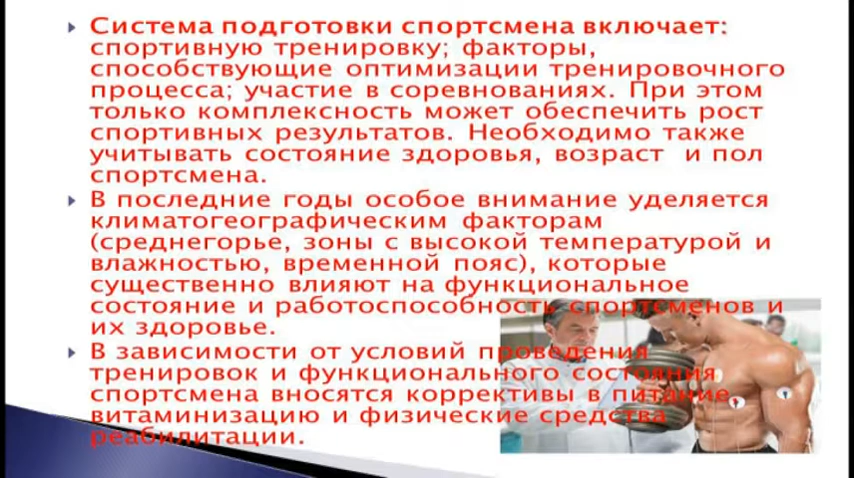 Система подготовки спортсмена включает:
спортивную тренировку; факторы,
способствующие оптимизации тренировочного
процесса; участие в соревнованиях. При этом
только комплексность может обеспечить рост
спортивных результатов. Необходимо также
учитывать состояние здоровья, возраст и пол
спортсмена.
В последние годы особое внимание уделяется
климатогеографическим факторам
(среднегорье, зоны с высокой температурой и
влажностью, временной пояс), которые
существенно влияют на функциональное
состояние и работоспособность спортсменов и
их здоровье.
В зависимости от условий проведения
тренировок и функционального состояния
спортсмена вносятся коррективы в питание,
витаминизацию и физические средства
реабилитации.